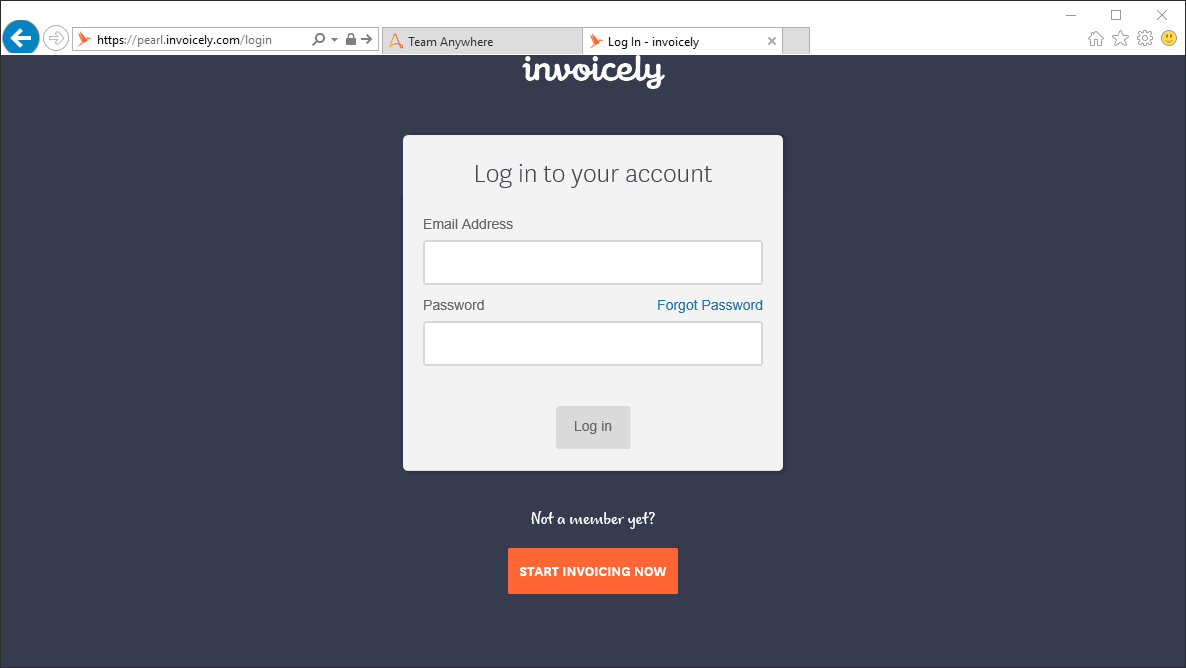 https://pearl.invoicely.com/login
Team Anywhere
Log In - invoicely
invoicely
Log in to your account
Email Address
Password
Forgot Password
Log in
Not a member yet?
START INVOICING NOW